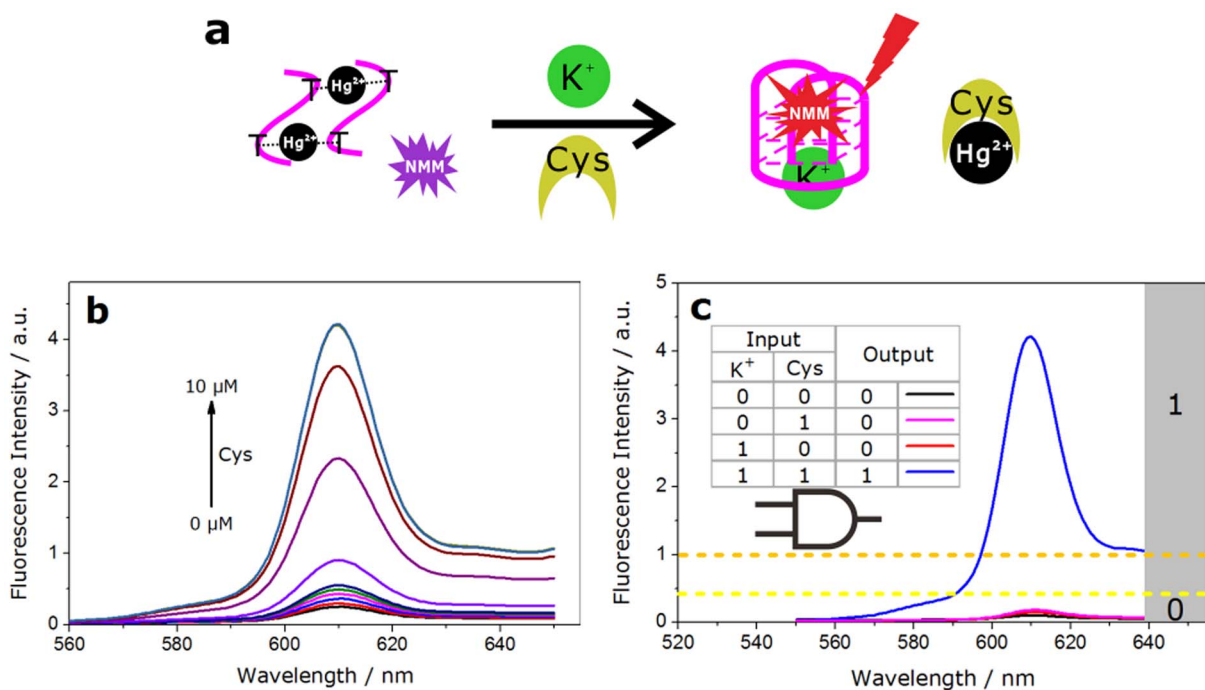 a
T Hg²⁺ T
T Hg²⁺ T
NMM
K⁺
Cys
NMM
K⁺
Cys
Hg²⁺
b
Fluorescence Intensity / a.u.
4
3
2
1
0
10 µM
Cys
0 µM
560 580 600 620 640
Wavelength / nm
c
Fluorescence Intensity / a.u.
5
4
3
2
1
0
Input Output
K⁺ Cys
0 0 0
0 1 0
1 0 0
1 1 1
1
0
520 540 560 580 600 620 640
Wavelength / nm